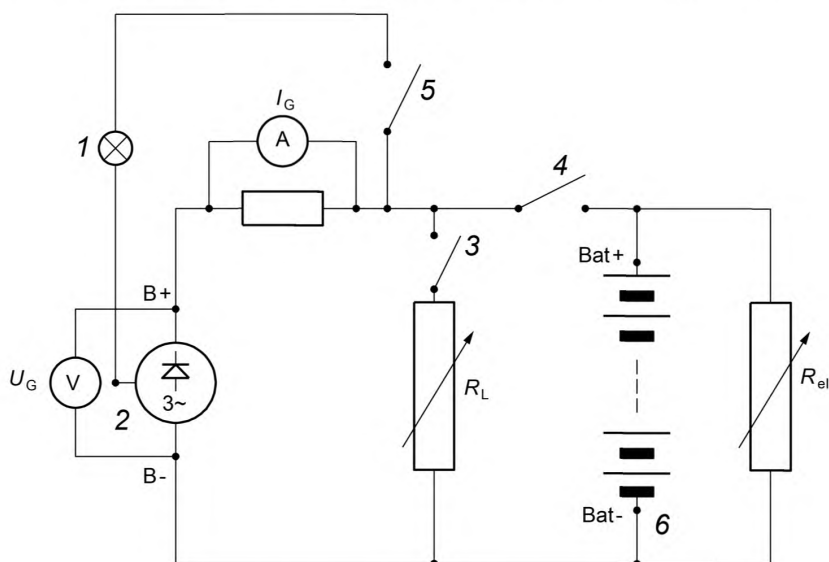 5
I_G
A
1
4
3
Bat+
B+
U_G
V
3~
2
R_L
R_el
B-
Bat-
6